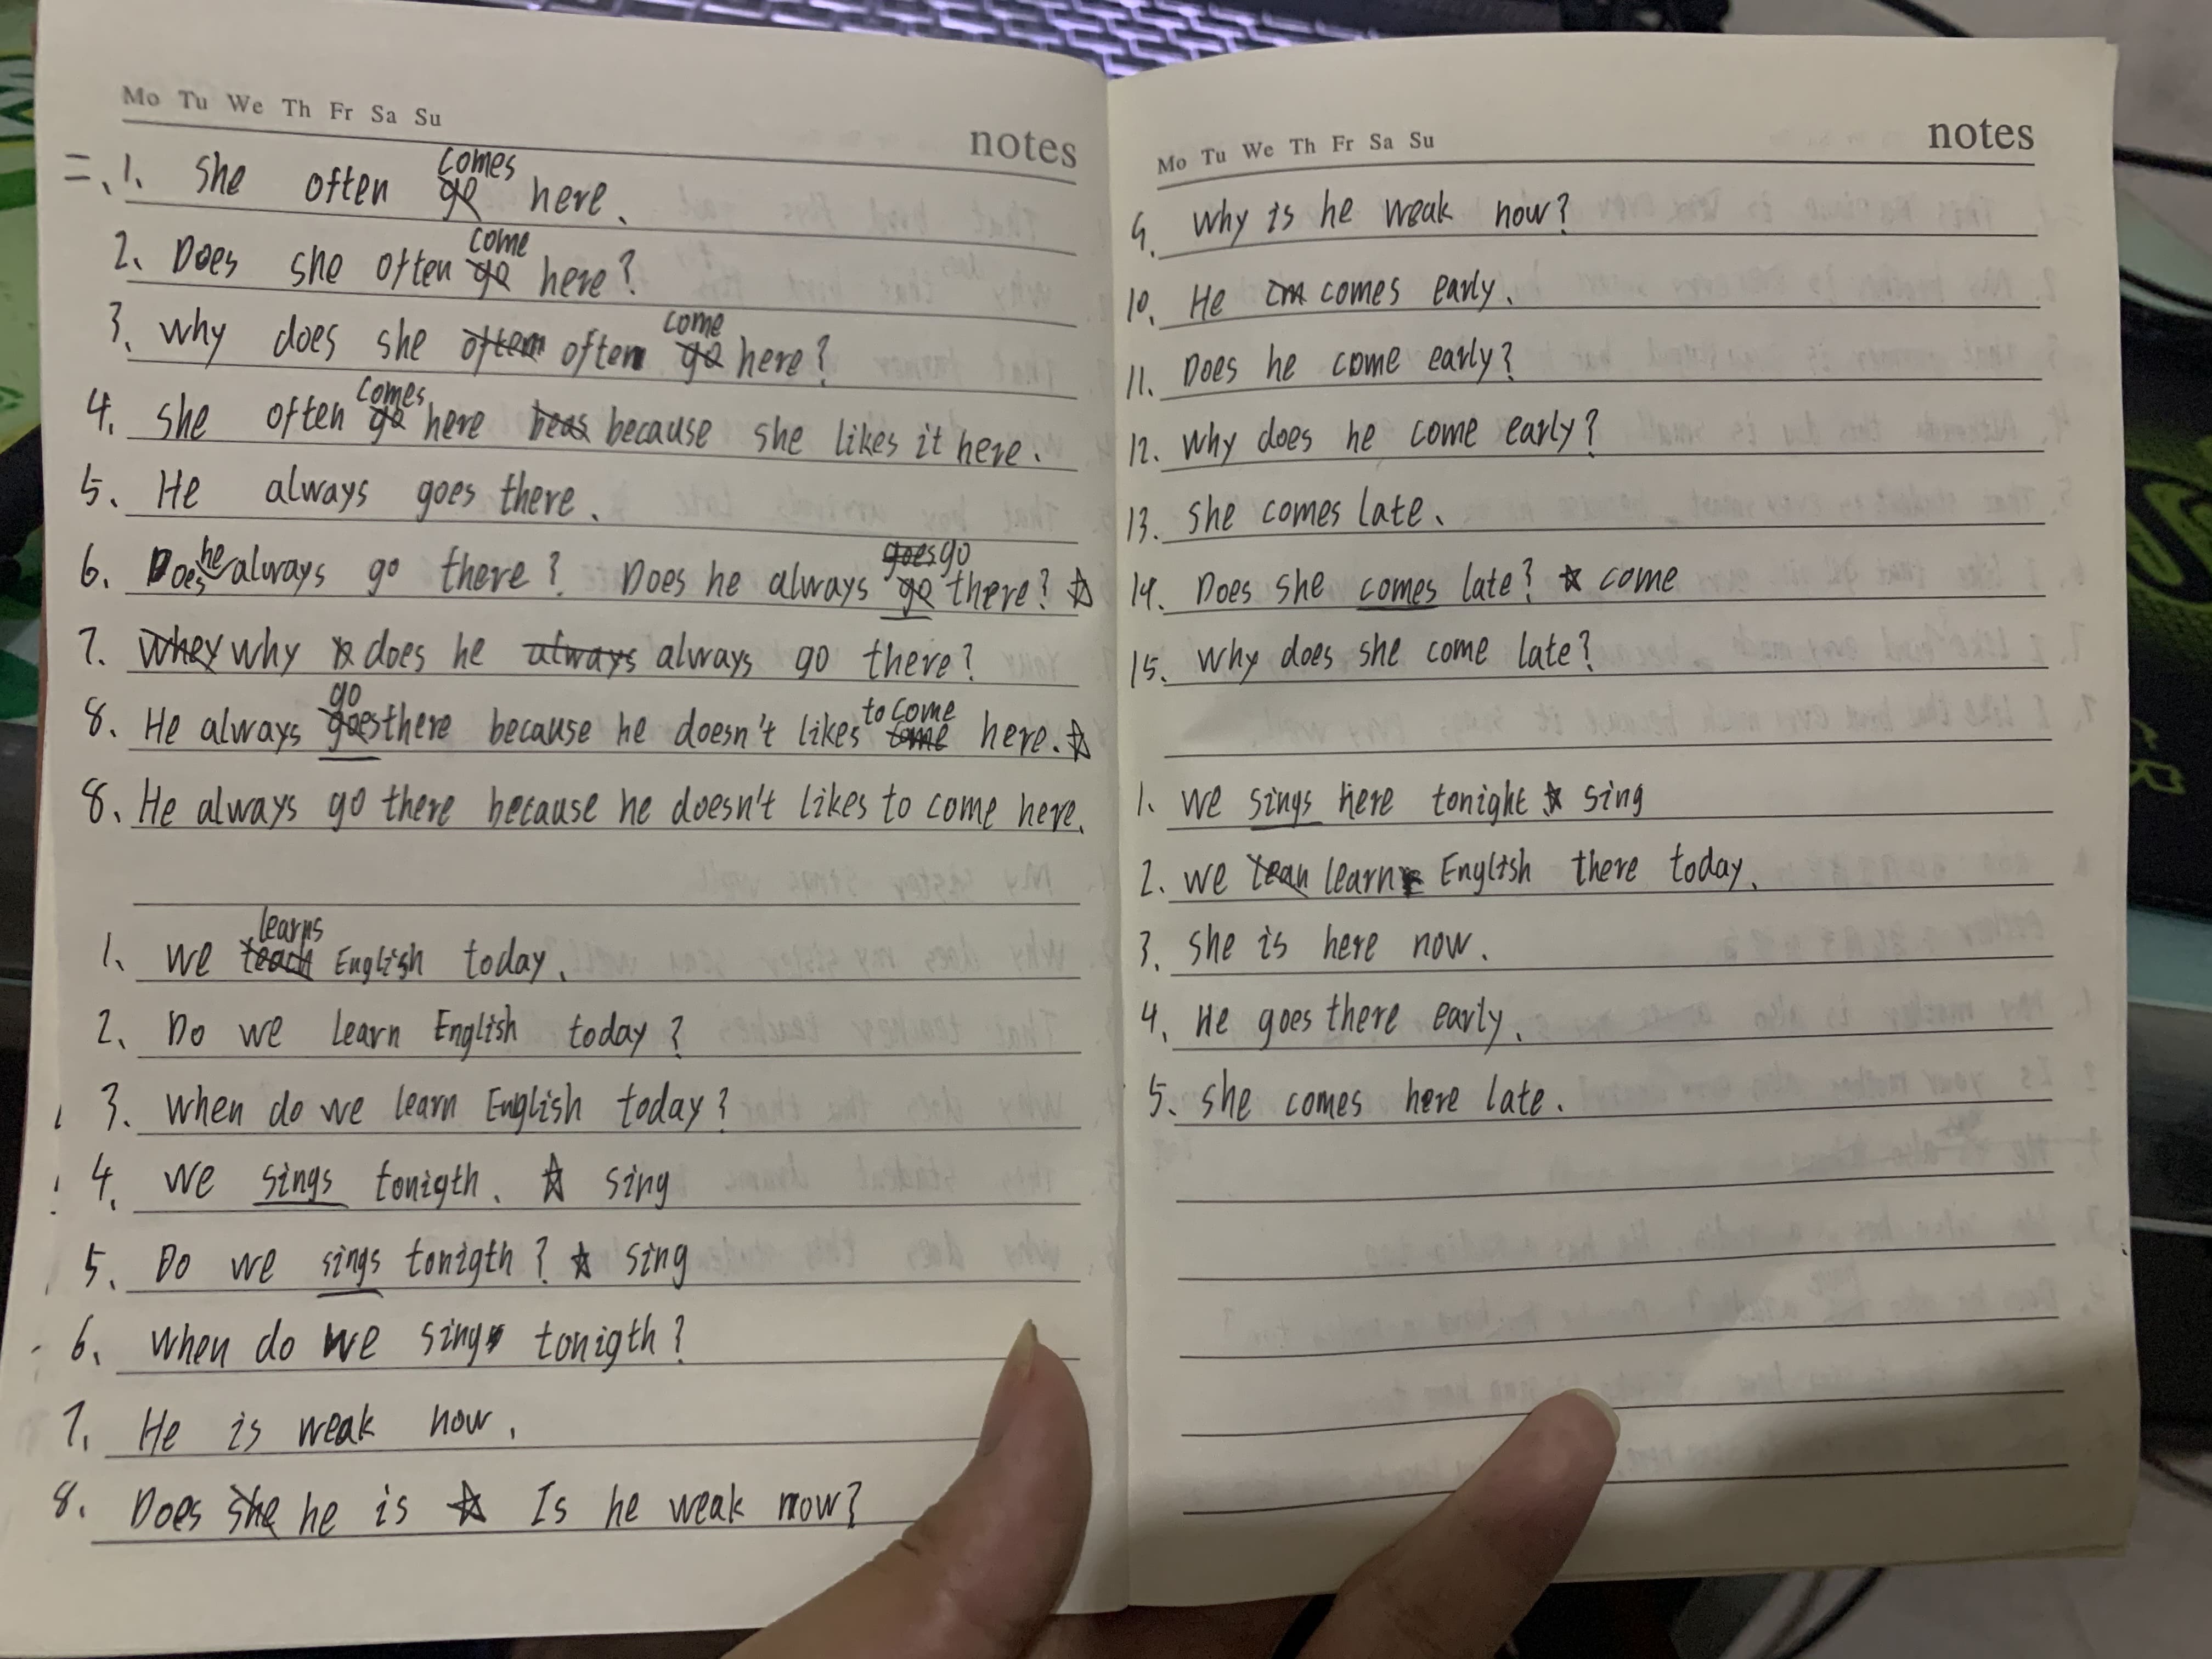 Mo Tu We Th Fr Sa Su
notes
二、1. she often comes here.
2. Does she often come here?
3. why does she often come here?
4. she often comes here because she likes it here.
5. He always goes there.
6. Does he always go there? Does he always go there? ☆
7. why does he always go there?
8. He always go there because he doesn't likes to come here. ☆
8. He always go there because he doesn't likes to come here.
1. we learns English today.
2. Do we learn English today?
3. when do we learn English today?
4. we sings tonigth. ☆ sing
5. Do we sings tonigth? ☆ sing
6. when do we sing tonigth?
7. He is weak now.
8. Does he is ☆ Is he weak now?
Mo Tu We Th Fr Sa Su
notes
9. why is he weak now?
10. He comes early.
11. Does he come early?
12. why does he come early?
13. she comes late.
14. Does she comes late? ☆ come
15. why does she come late?
1. we sings here tonight ☆ sing
2. we learn English there today.
3. she is here now.
4. He goes there early.
5. she comes here late.